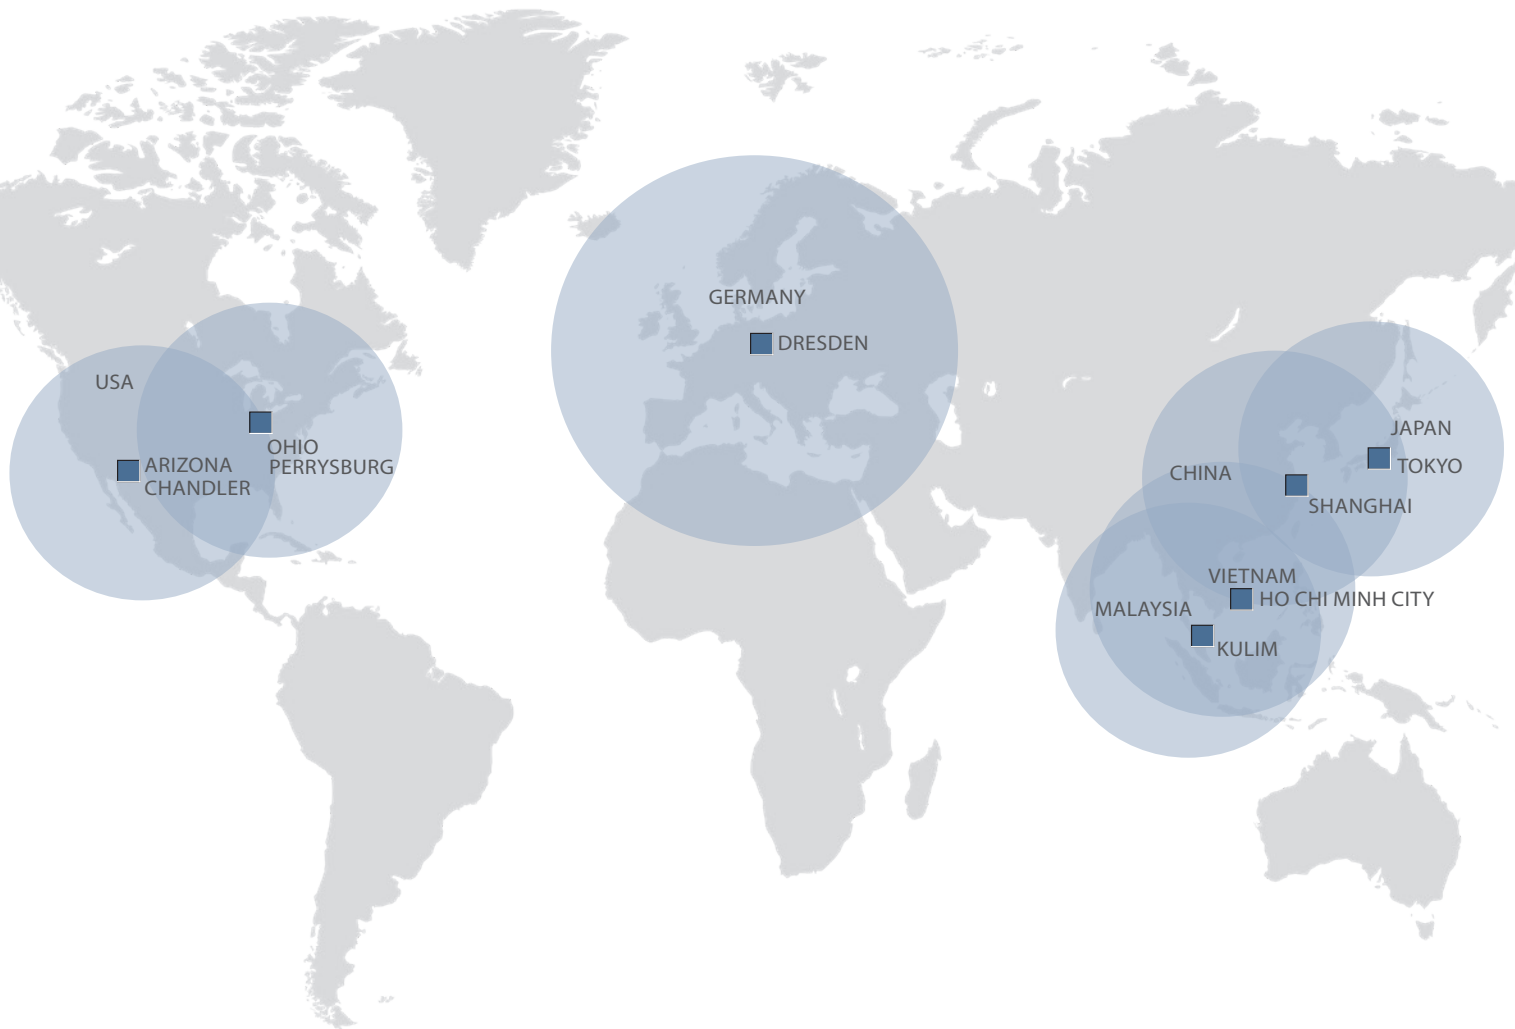 USA
ARIZONA
CHANDLER
OHIO
PERRYSBURG
GERMANY
DRESDEN
JAPAN
TOKYO
CHINA
SHANGHAI
VIETNAM
HO CHI MINH CITY
MALAYSIA
KULIM